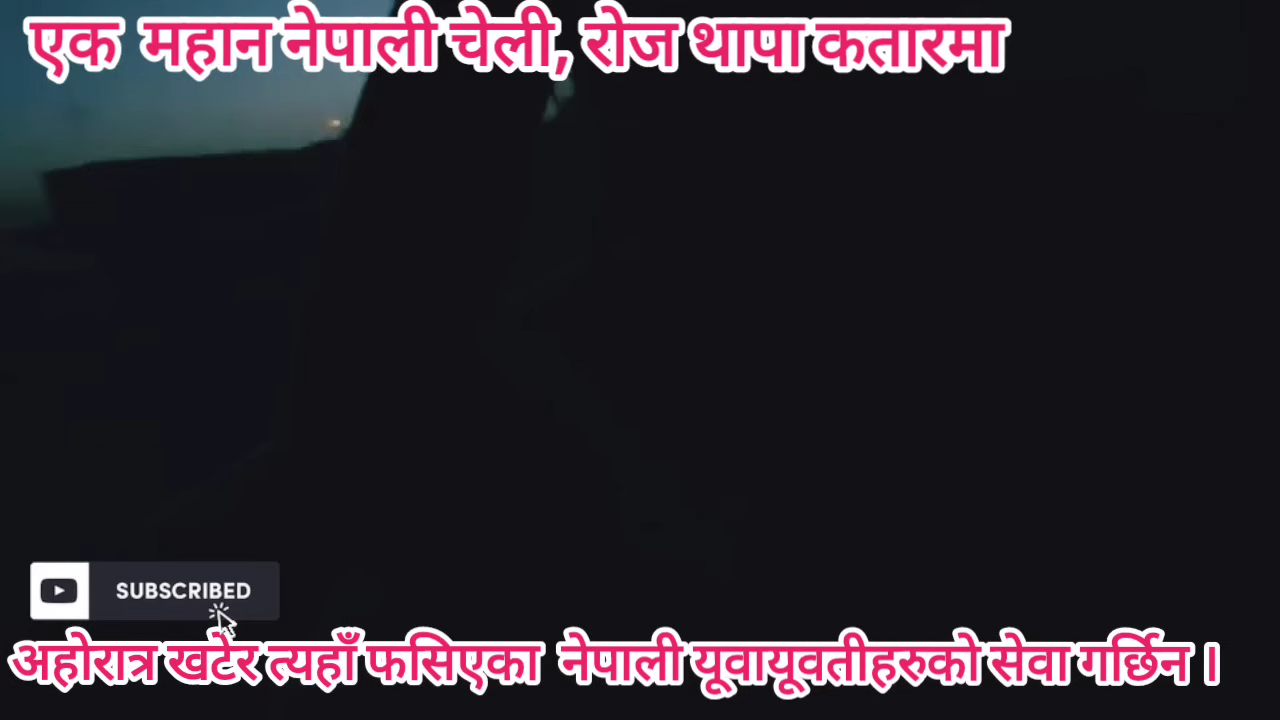 एक महान नेपाली चेली, रोज थापा कतारमा
SUBSCRIBED
अहोरात्र खटेर त्यहाँ फसिएका नेपाली यूवायूवतीहरुको सेवा गर्छिन ।